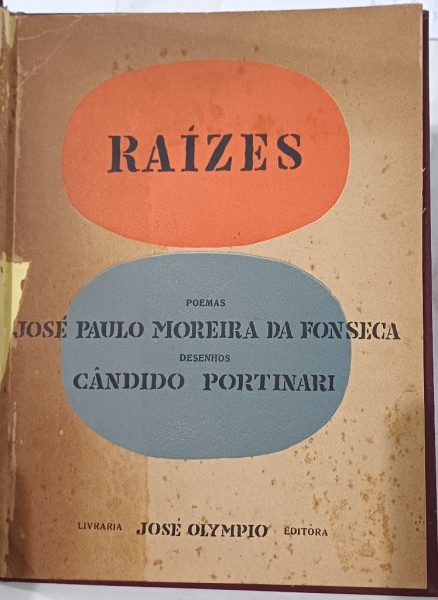 RAÍZES
POEMAS
JOSÉ PAULO MOREIRA DA FONSECA
DESENHOS
CÂNDIDO PORTINARI
LIVRARIA JOSÉ OLYMPIO EDITÔRA